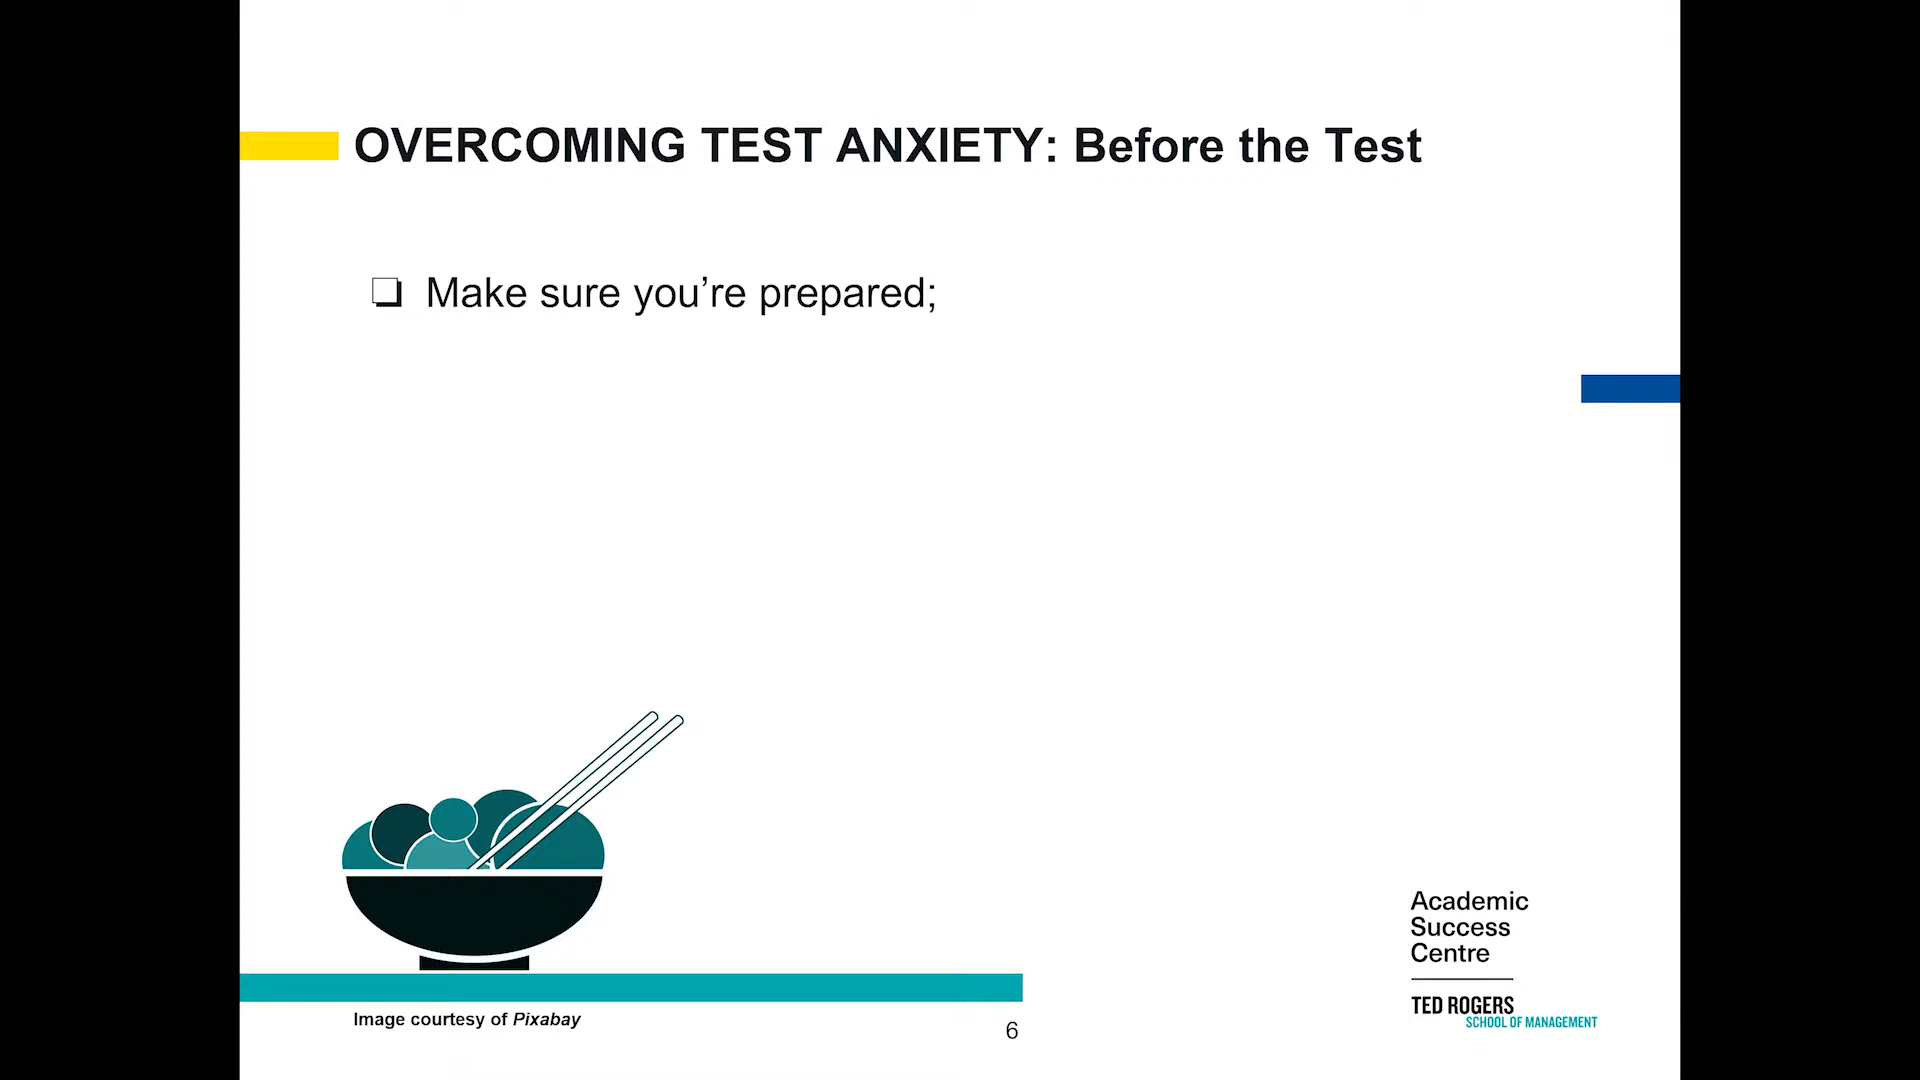 OVERCOMING TEST ANXIETY: Before the Test
❏ Make sure you’re prepared;
Academic
Success
Centre
TED ROGERS
SCHOOL OF MANAGEMENT
Image courtesy of Pixabay
6